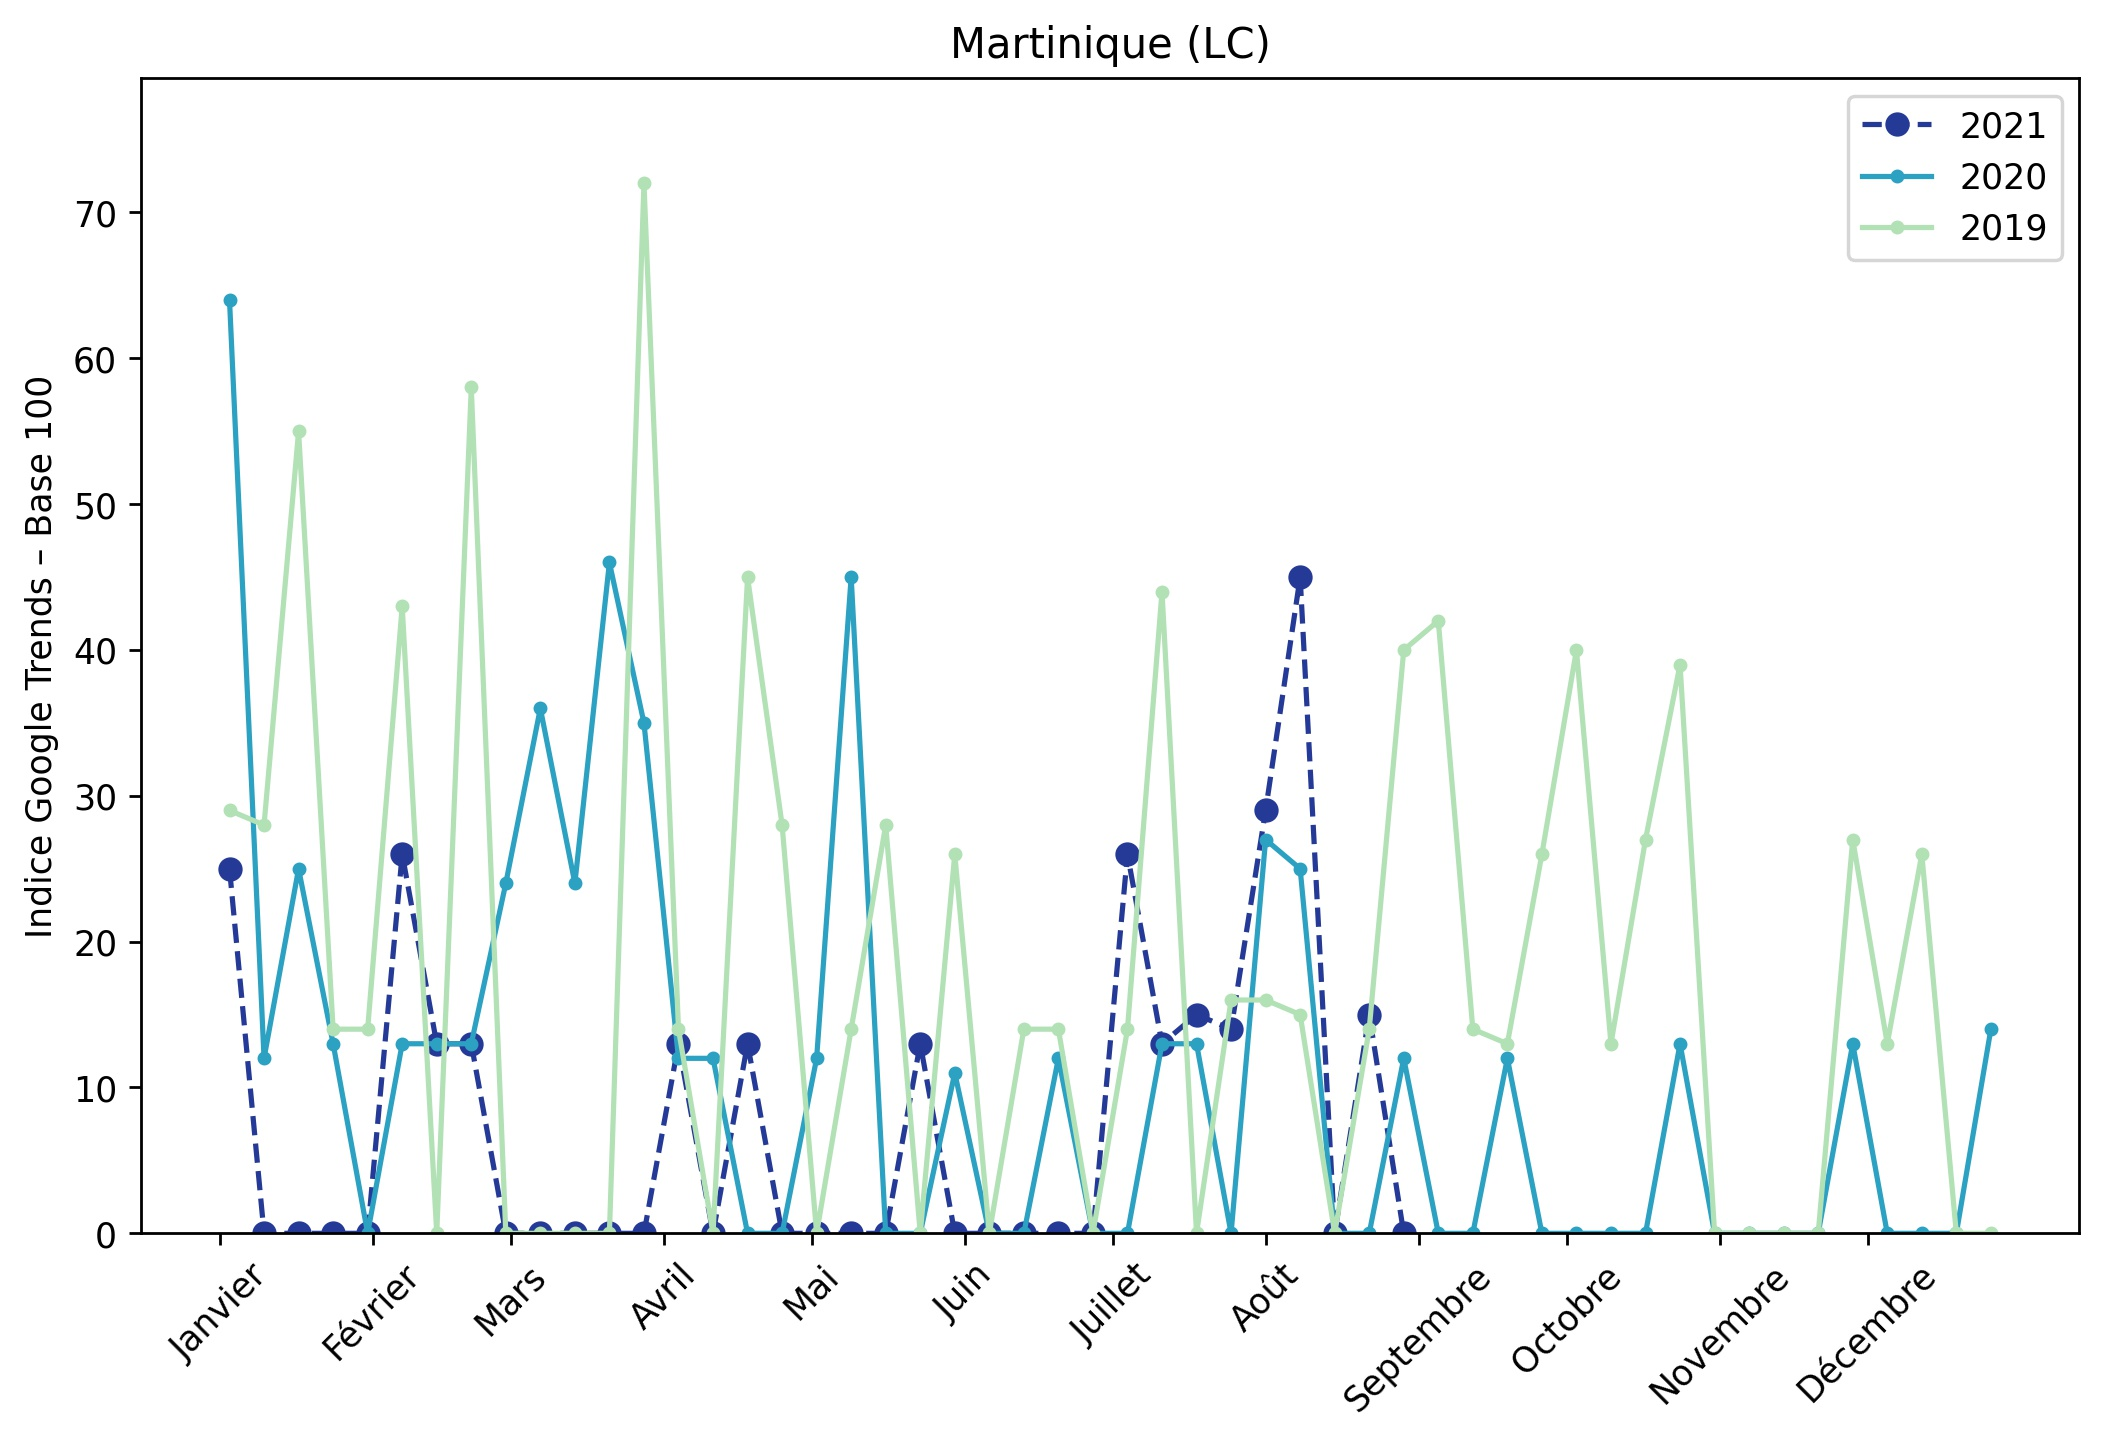 Martinique (LC)
2021
2020
2019
Indice Google Trends – Base 100
70
60
50
40
30
20
10
0
Janvier
Février
Mars
Avril
Mai
Juin
Juillet
Août
Septembre
Octobre
Novembre
Décembre